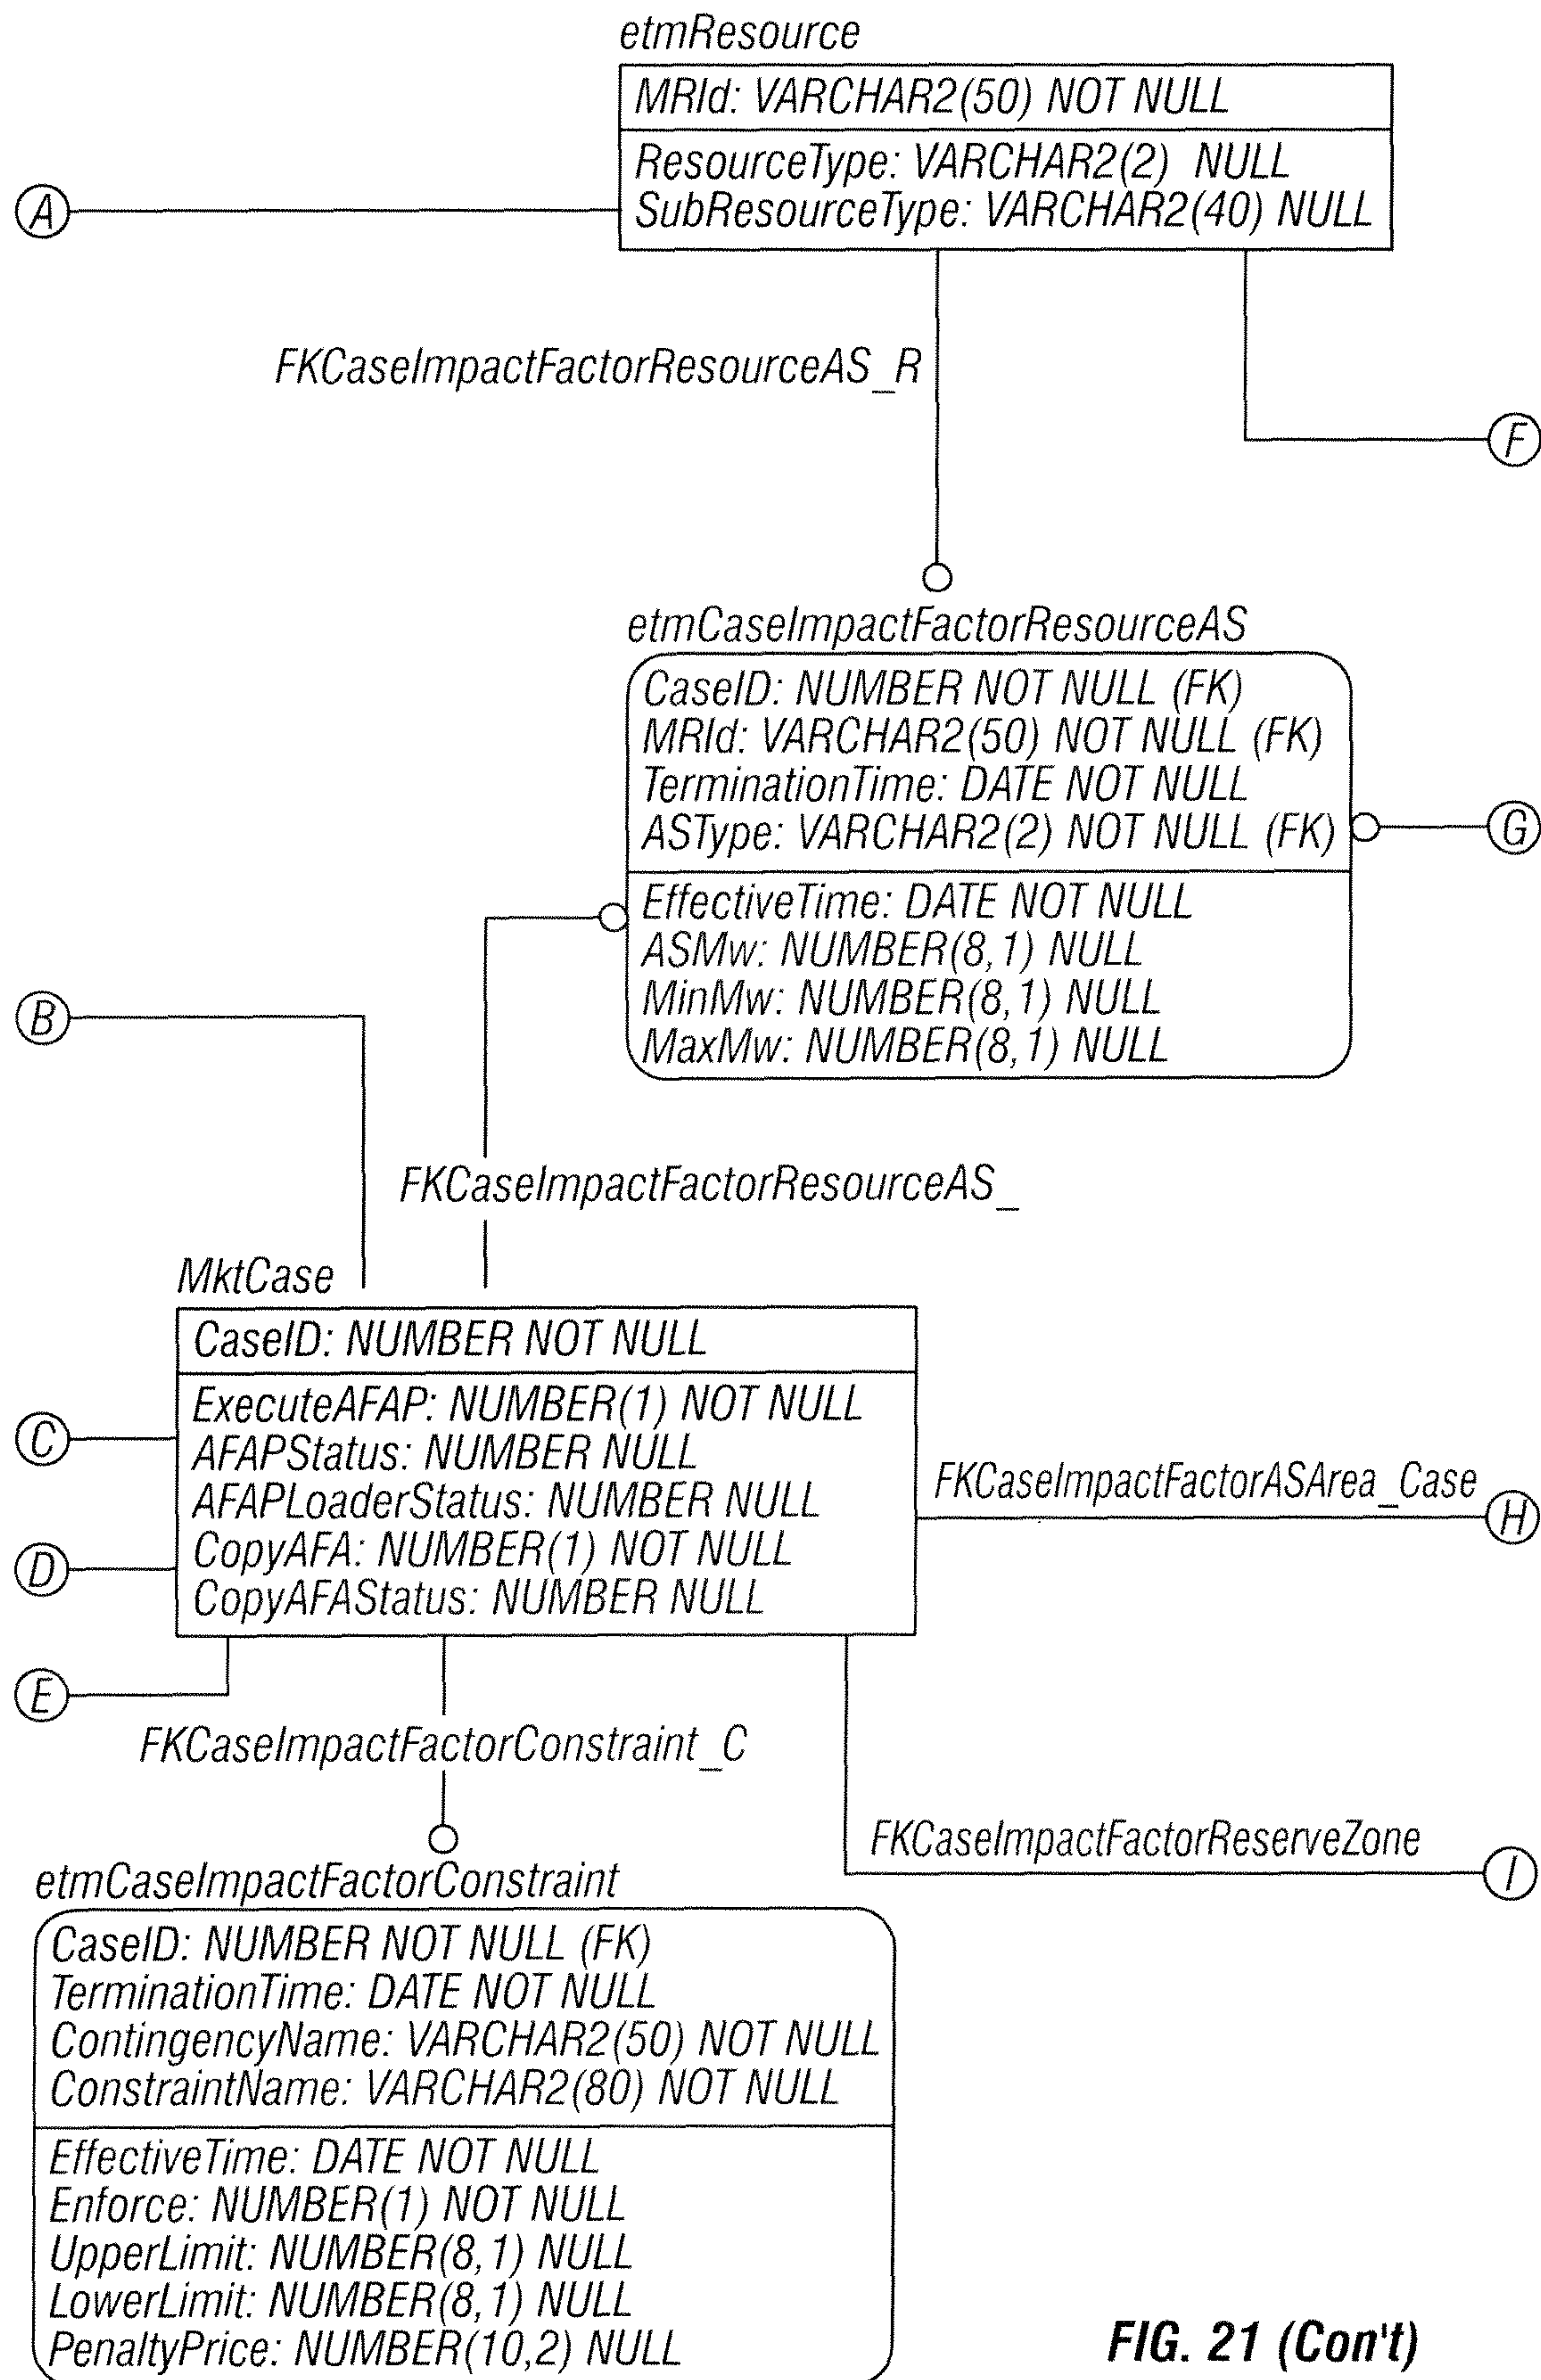 etmResource
MRId: VARCHAR2(50) NOT NULL
ResourceType: VARCHAR2(2)  NULL
SubResourceType: VARCHAR2(40) NULL
A
FKCaseImpactFactorResourceAS_R
F
etmCaseImpactFactorResourceAS
CaseID: NUMBER NOT NULL (FK)
MRId: VARCHAR2(50) NOT NULL (FK)
TerminationTime: DATE NOT NULL
ASType: VARCHAR2(2) NOT NULL (FK)
G
EffectiveTime: DATE NOT NULL
ASMw: NUMBER(8,1) NULL
MinMw: NUMBER(8,1) NULL
MaxMw: NUMBER(8,1) NULL
B
FKCaseImpactFactorResourceAS_
MktCase
CaseID: NUMBER NOT NULL
ExecuteAFAP: NUMBER(1) NOT NULL
AFAPStatus: NUMBER NULL
AFAPLoaderStatus: NUMBER NULL
CopyAFA: NUMBER(1) NOT NULL
CopyAFAStatus: NUMBER NULL
C
D
E
FKCaseImpactFactorASArea_Case
H
FKCaseImpactFactorConstraint_C
FKCaseImpactFactorReserveZone
I
etmCaseImpactFactorConstraint
CaseID: NUMBER NOT NULL (FK)
TerminationTime: DATE NOT NULL
ContingencyName: VARCHAR2(50) NOT NULL
ConstraintName: VARCHAR2(80) NOT NULL
EffectiveTime: DATE NOT NULL
Enforce: NUMBER(1) NOT NULL
UpperLimit: NUMBER(8,1) NULL
LowerLimit: NUMBER(8,1) NULL
PenaltyPrice: NUMBER(10,2) NULL
FIG. 21 (Con't)